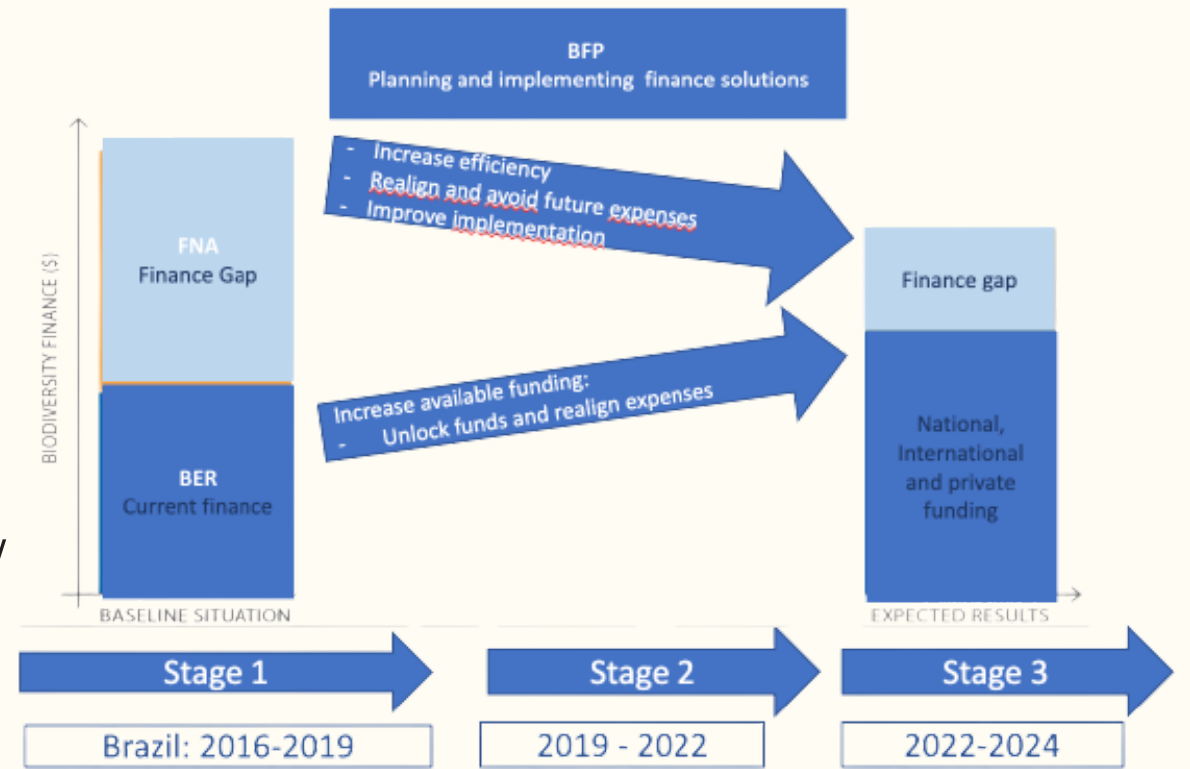 BFP
Planning and implementing finance solutions
- Increase efficiency
- Realign and avoid future expenses
- Improve implementation
BIODIVERSITY FINANCE ($)
FNA
Finance Gap
Finance gap
Increase available funding:
- Unlock funds and realign expenses
BER
Current finance
National,
International
and private
funding
BASELINE SITUATION
EXPECTED RESULTS
Stage 1
Stage 2
Stage 3
Brazil: 2016-2019
2019 - 2022
2022-2024